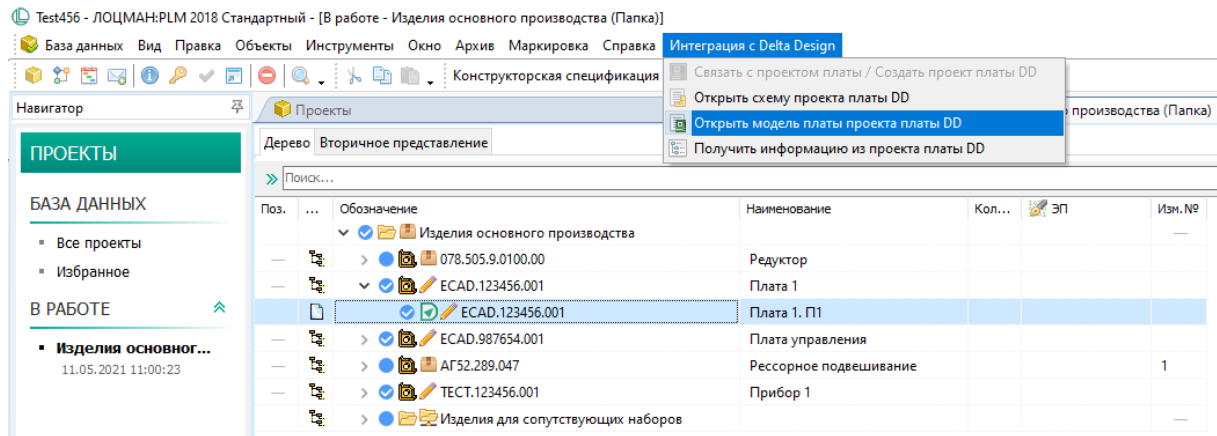 Test456 - ЛОЦМАН:PLM 2018 Стандартный - [В работе - Изделия основного производства (Папка)]
База данных Вид Правка Объекты Инструменты Окно Архив Маркировка Справка Интеграция с Delta Design
Конструкторская спецификация
Связать с проектом платы / Создать проект платы DD
Открыть схему проекта платы DD
Открыть модель платы проекта платы DD
Получить информацию из проекта платы DD
Навигатор
Проекты
производства (Папка)
Дерево Вторичное представление
ПРОЕКТЫ
Поиск...
БАЗА ДАННЫХ
Все проекты
Избранное
В РАБОТЕ
Изделия основног...
11.05.2021 11:00:23
Поз. ... Обозначение Наименование Кол... ЭП Изм.№
Изделия основного производства —
— 078.505.9.0100.00 Редуктор
— ECAD.123456.001 Плата 1
ECAD.123456.001 Плата 1. П1
— ECAD.987654.001 Плата управления
— АГ52.289.047 Рессорное подвешивание 1
— ТЕСТ.123456.001 Прибор 1
Изделия для сопутствующих наборов —